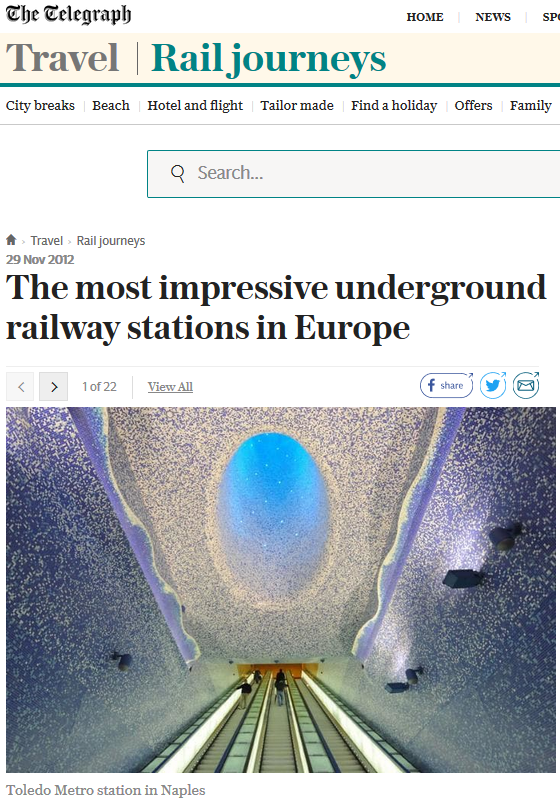 The Telegraph
HOME NEWS SPO
Travel Rail journeys
City breaks Beach Hotel and flight Tailor made Find a holiday Offers Family
Search...
Travel › Rail journeys
29 Nov 2012
The most impressive underground
railway stations in Europe
1 of 22 View All share
Toledo Metro station in Naples